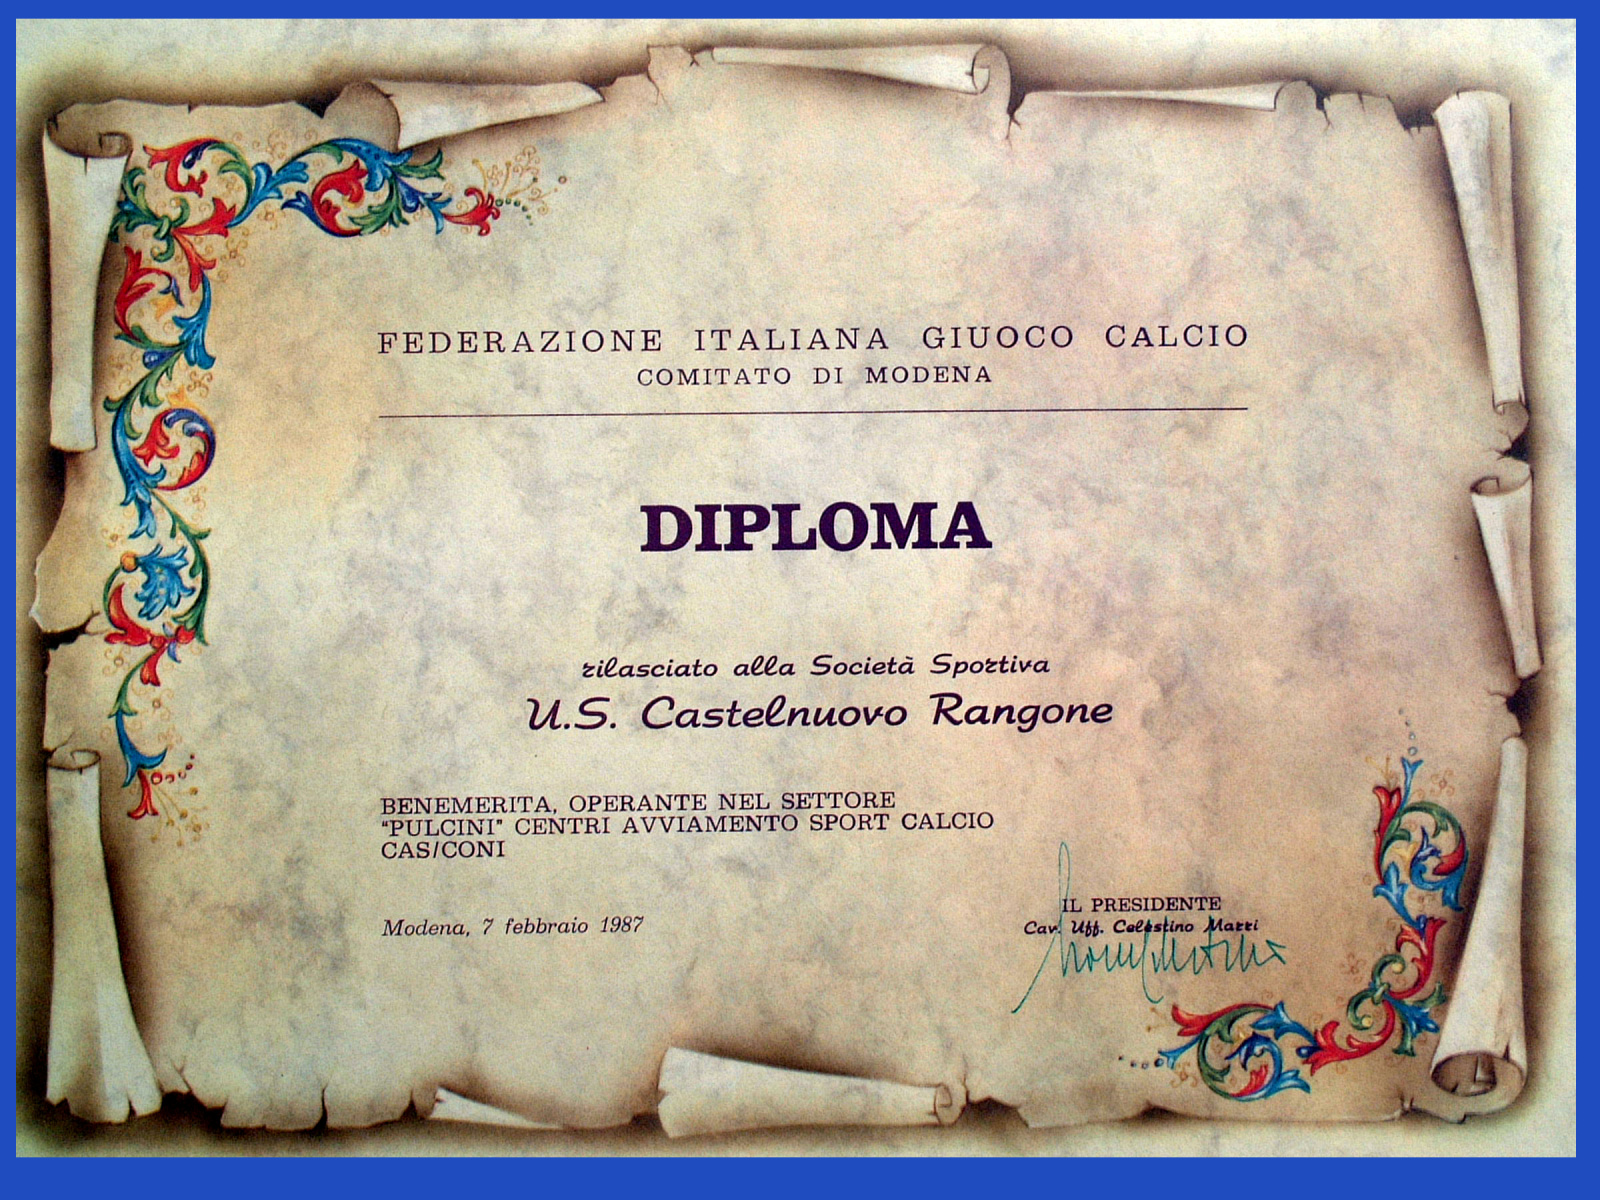 FEDERAZIONE ITALIANA GIUOCO CALCIO
COMITATO DI MODENA
DIPLOMA
rilasciato alla Società Sportiva
U.S. Castelnuovo Rangone
BENEMERITA, OPERANTE NEL SETTORE
"PULCINI" CENTRI AVVIAMENTO SPORT CALCIO
CAS/CONI
Modena, 7 febbraio 1987
IL PRESIDENTE
Cav. Uff. Celestino